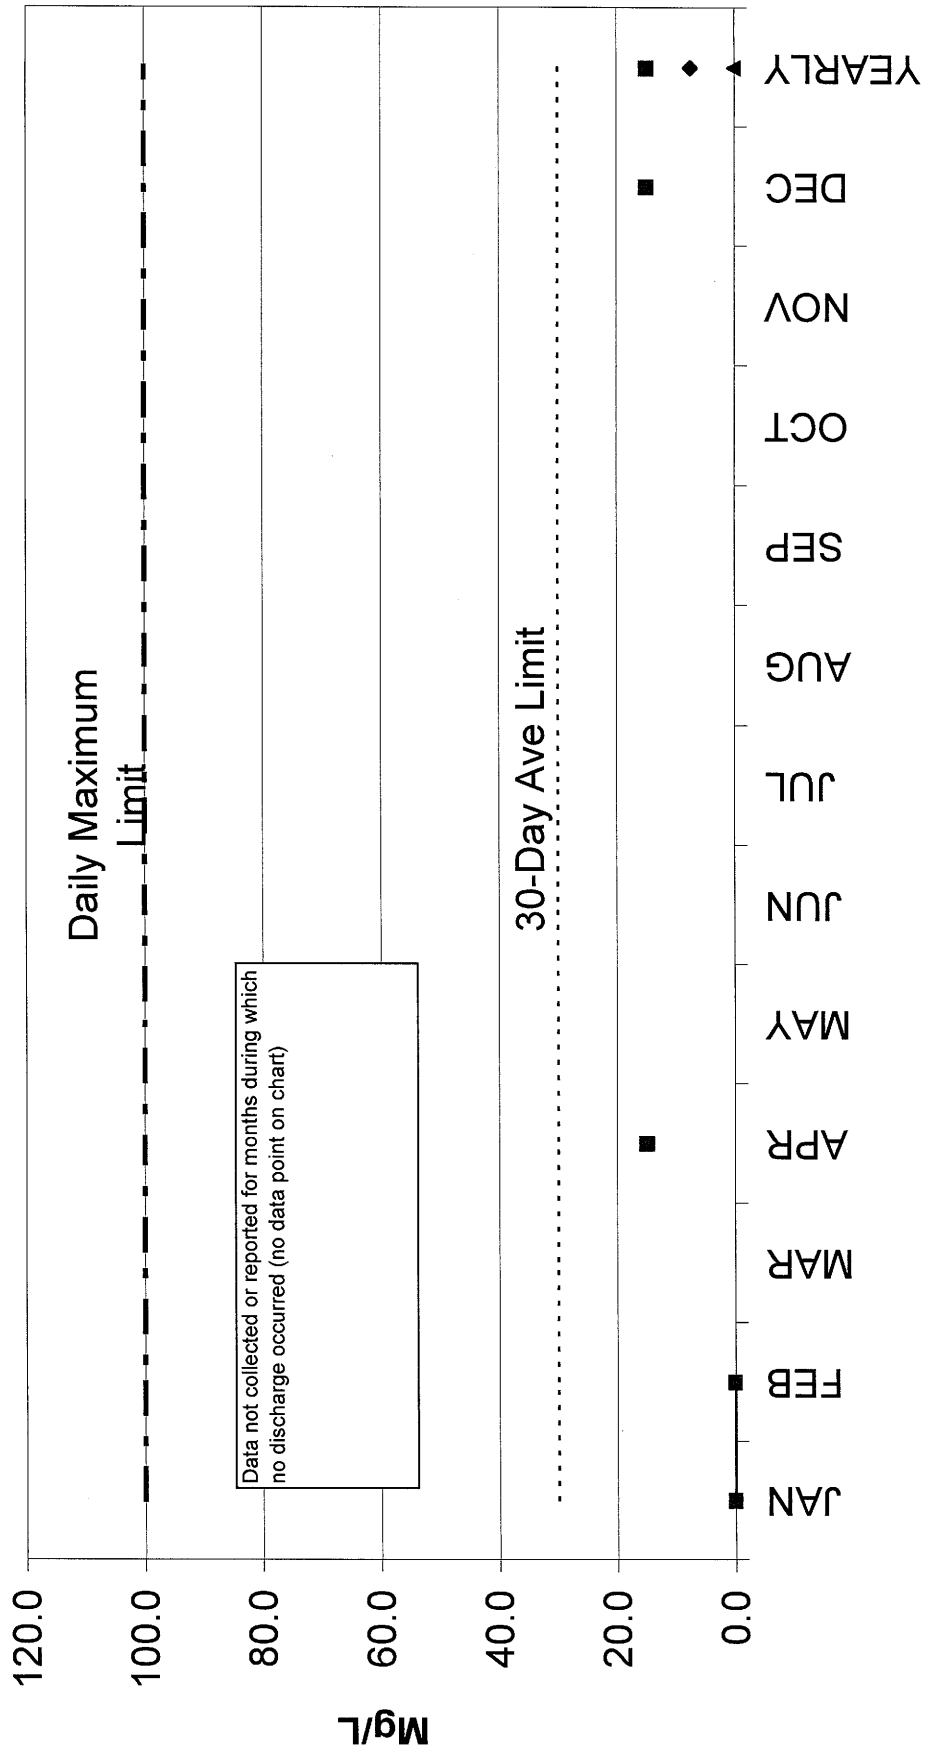 120.0
100.0
80.0
60.0
40.0
20.0
0.0
Mg/L
Daily Maximum
Limit
Data not collected or reported for months during which
no discharge occurred (no data point on chart)
30-Day Ave Limit
JAN
FEB
MAR
APR
MAY
JUN
JUL
AUG
SEP
OCT
NOV
DEC
YEARLY